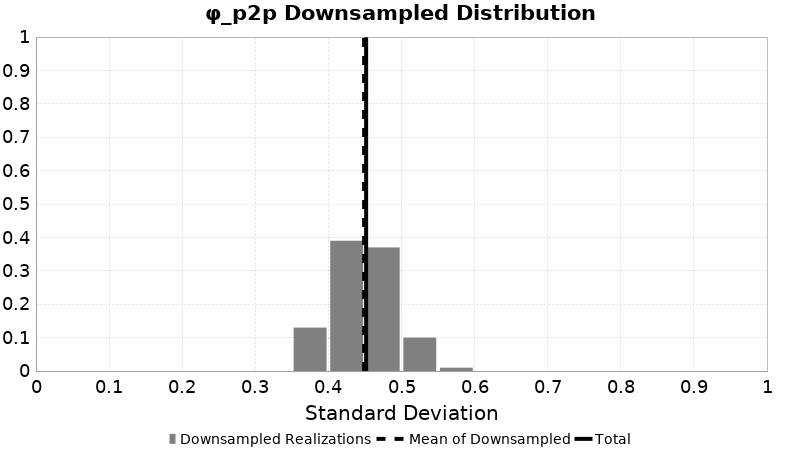 φ_p2p Downsampled Distribution
1
0.9
0.8
0.7
0.6
0.5
0.4
0.3
0.2
0.1
0
0 0.1 0.2 0.3 0.4 0.5 0.6 0.7 0.8 0.9 1
Standard Deviation
Downsampled Realizations Mean of Downsampled Total